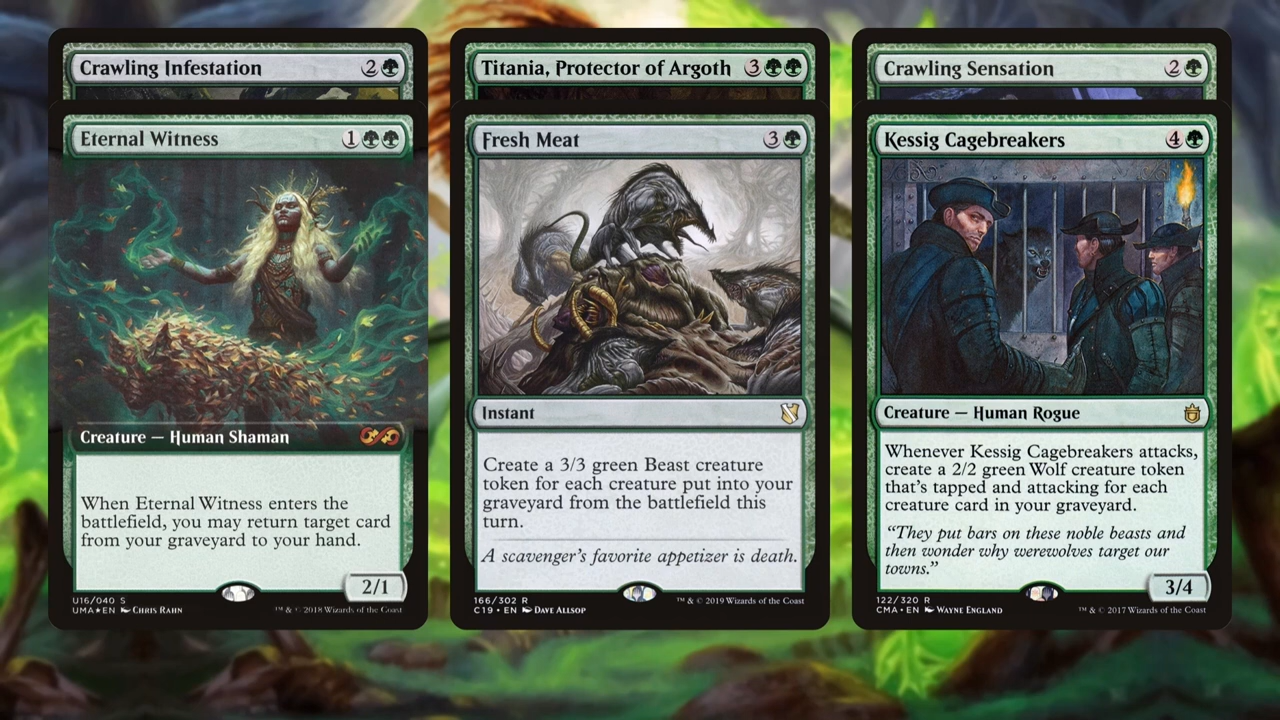 Crawling Infestation 2
Eternal Witness 1
Creature — Human Shaman
When Eternal Witness enters the
battlefield, you may return target card
from your graveyard to your hand.
2/1
U16/040 S
UMA★EN Chris Rahn
™ & © 2018 Wizards of the Coast
Titania, Protector of Argoth 3
Fresh Meat 3
Instant
Create a 3/3 green Beast creature
token for each creature put into your
graveyard from the battlefield this
turn.
A scavenger's favorite appetizer is death.
166/302 R
C19 • EN Dave Allsop
™ & © 2019 Wizards of the Coast
Crawling Sensation 2
Kessig Cagebreakers 4
Creature — Human Rogue
Whenever Kessig Cagebreakers attacks,
create a 2/2 green Wolf creature token
that's tapped and attacking for each
creature card in your graveyard.
"They put bars on these noble beasts and
then wonder why werewolves target our
towns."
3/4
122/320 R
CMA • EN Wayne England
™ & © 2017 Wizards of the Coast